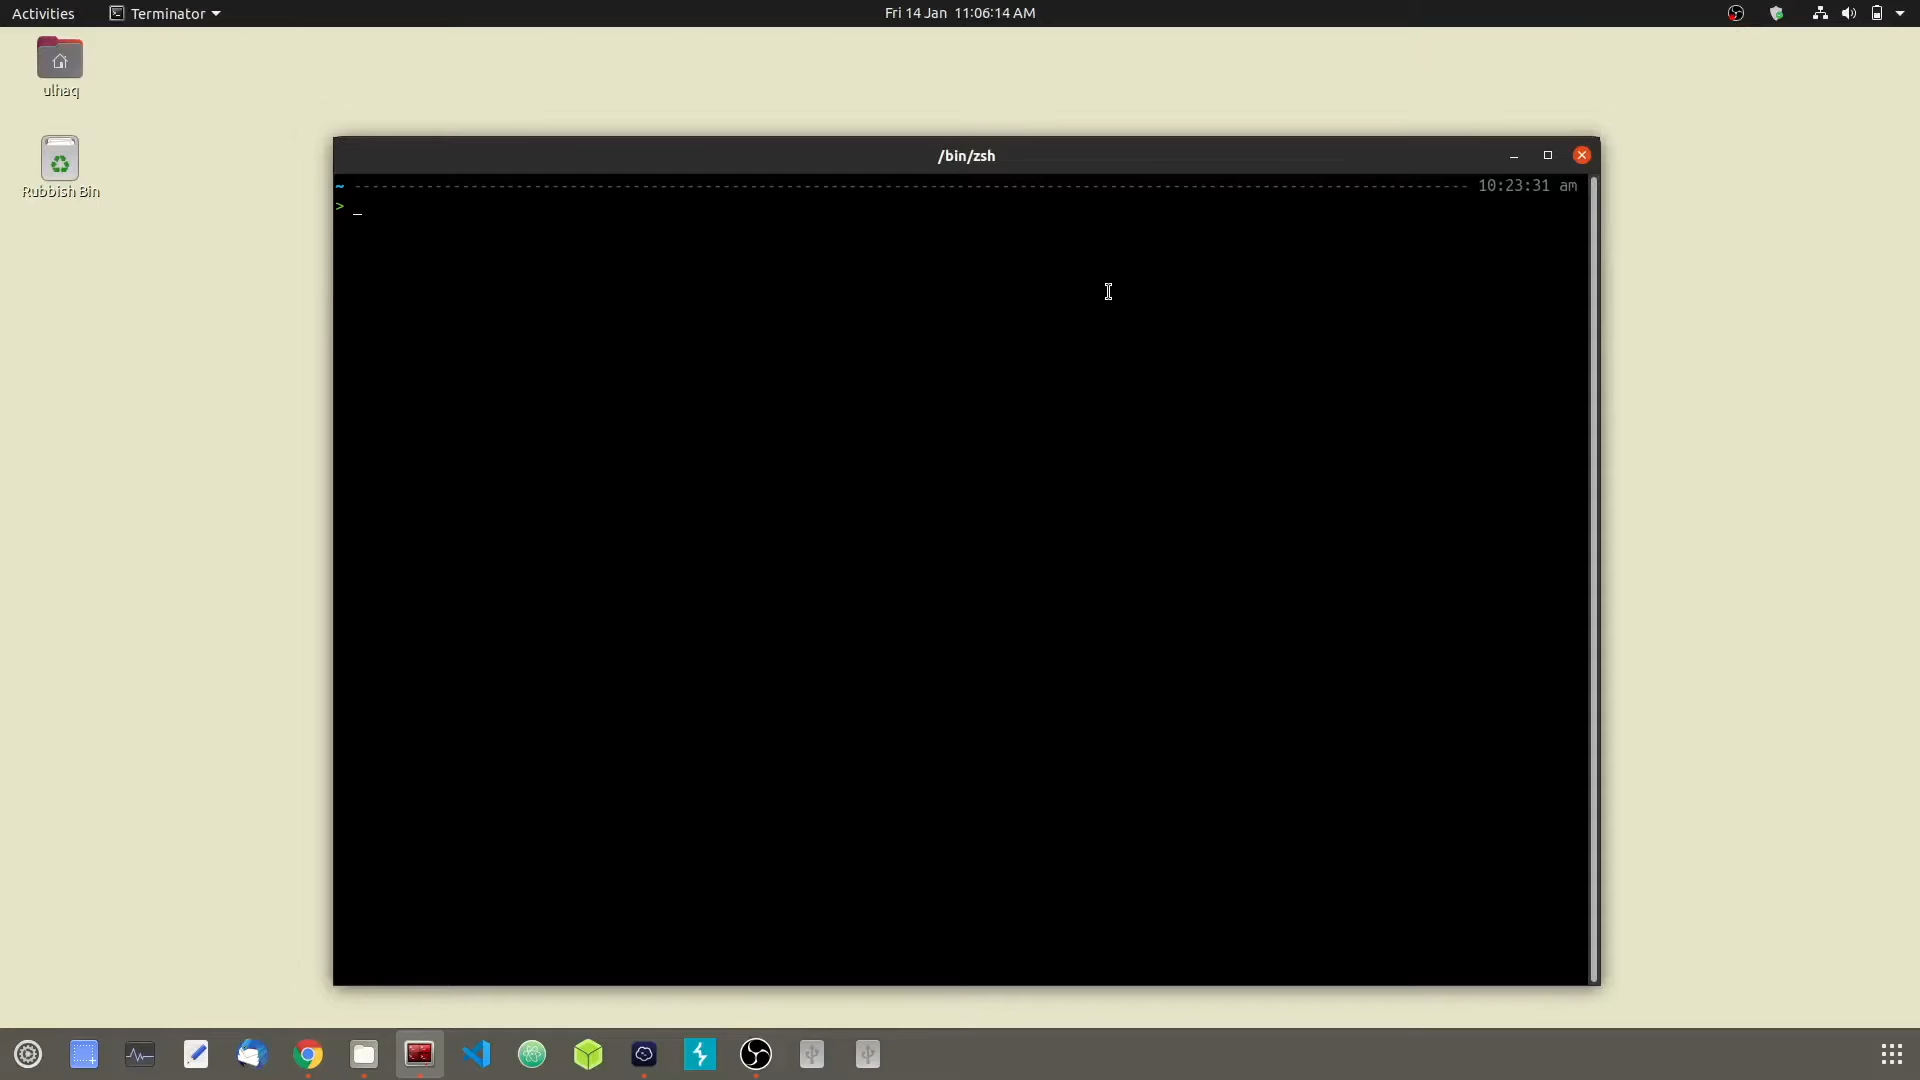 Activities Terminator Fri 14 Jan 11:06:14 AM
ulhaq
Rubbish Bin
/bin/zsh
~ 10:23:31 am
> _